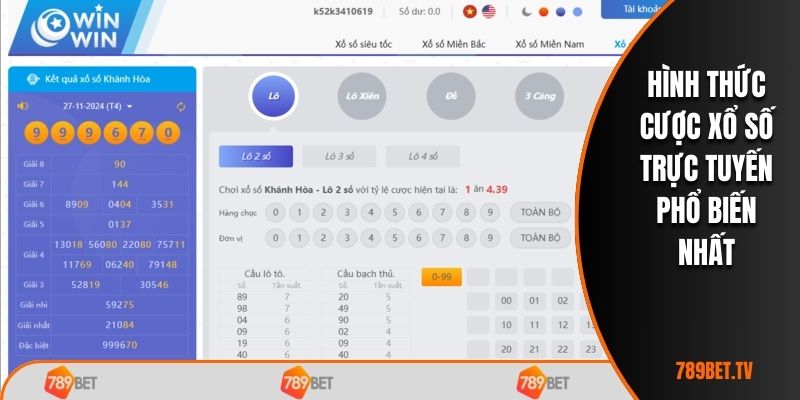 WIN
WIN
k52k3410619 Số dư: 0.0 Tài khoản
Xổ số siêu tốc Xổ số Miền Bắc Xổ số Miền Nam
Kết quả xổ số Khánh Hòa
27-11-2024 (T4)
9 9 9 6 7 0
Giải 8 90
Giải 7 144
Giải 6 8909 0404 3531
Giải 5 0137
Giải 4 13018 56080 22080 75711
11769 06240 79148
Giải 3 52819 30546
Giải nhì 59275
Giải nhất 21084
Đặc biệt 999670
Lô Lô Xiên Đề 3 Càng
Lô 2 số Lô 3 số Lô 4 số
Chơi xổ số Khánh Hòa - Lô 2 số với tỷ lệ cược hiện tại là: 1 ăn 4.39
Hàng chục 0 1 2 3 4 5 6 7 8 9 TOÀN BỘ
Đơn vị 0 1 2 3 4 5 6 7 8 9 TOÀN BỘ
Cầu lô tô. Cầu bạch thủ.
Số. Tần suất. Số. Tần suất.
89 7 20 5
98 7 49 5
04 6 90 5
09 6 02 4
19 6 09 4
40 6 40 4
0-99
00 01 02
10 11 12
20 21 22
HÌNH THỨC
CƯỢC XỔ SỐ
TRỰC TUYẾN
PHỔ BIẾN
NHẤT
789BET.TV
789BET 789BET 789BET